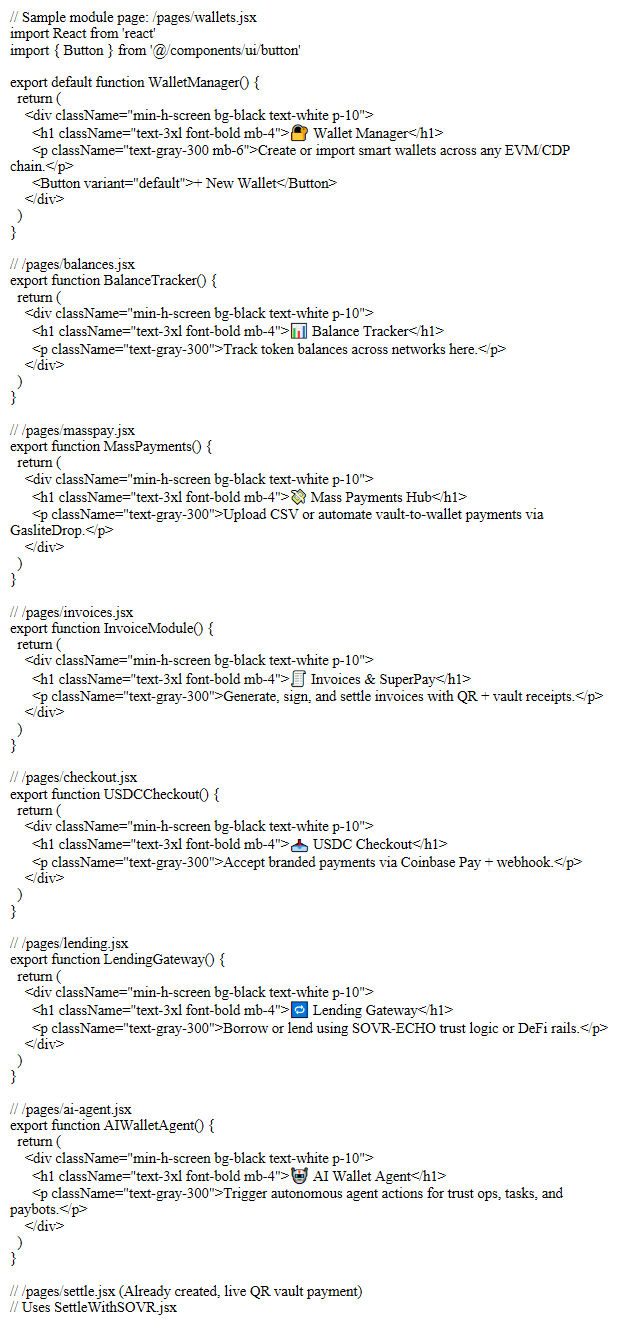 // Sample module page: /pages/wallets.jsx
import React from 'react'
import { Button } from '@/components/ui/button'

export default function WalletManager() {
  return (
    <div className="min-h-screen bg-black text-white p-10">
      <h1 className="text-3xl font-bold mb-4">🔐 Wallet Manager</h1>
      <p className="text-gray-300 mb-6">Create or import smart wallets across any EVM/CDP
chain.</p>
      <Button variant="default">+ New Wallet</Button>
    </div>
  )
}

// /pages/balances.jsx
export function BalanceTracker() {
  return (
    <div className="min-h-screen bg-black text-white p-10">
      <h1 className="text-3xl font-bold mb-4">📊 Balance Tracker</h1>
      <p className="text-gray-300">Track token balances across networks here.</p>
    </div>
  )
}

// /pages/masspay.jsx
export function MassPayments() {
  return (
    <div className="min-h-screen bg-black text-white p-10">
      <h1 className="text-3xl font-bold mb-4">💸 Mass Payments Hub</h1>
      <p className="text-gray-300">Upload CSV or automate vault-to-wallet payments via
GasliteDrop.</p>
    </div>
  )
}

// /pages/invoices.jsx
export function InvoiceModule() {
  return (
    <div className="min-h-screen bg-black text-white p-10">
      <h1 className="text-3xl font-bold mb-4">🧾 Invoices & SuperPay</h1>
      <p className="text-gray-300">Generate, sign, and settle invoices with QR + vault receipts.</p>
    </div>
  )
}

// /pages/checkout.jsx
export function USDCCheckout() {
  return (
    <div className="min-h-screen bg-black text-white p-10">
      <h1 className="text-3xl font-bold mb-4">📥 USDC Checkout</h1>
      <p className="text-gray-300">Accept branded payments via Coinbase Pay + webhook.</p>
    </div>
  )
}

// /pages/lending.jsx
export function LendingGateway() {
  return (
    <div className="min-h-screen bg-black text-white p-10">
      <h1 className="text-3xl font-bold mb-4">🔁 Lending Gateway</h1>
      <p className="text-gray-300">Borrow or lend using SOVR-ECHO trust logic or DeFi rails.</p>
    </div>
  )
}

// /pages/ai-agent.jsx
export function AIWalletAgent() {
  return (
    <div className="min-h-screen bg-black text-white p-10">
      <h1 className="text-3xl font-bold mb-4">🤖 AI Wallet Agent</h1>
      <p className="text-gray-300">Trigger autonomous agent actions for trust ops, tasks, and
paybots.</p>
    </div>
  )
}

// /pages/settle.jsx (Already created, live QR vault payment)
// Uses SettleWithSOVR.jsx